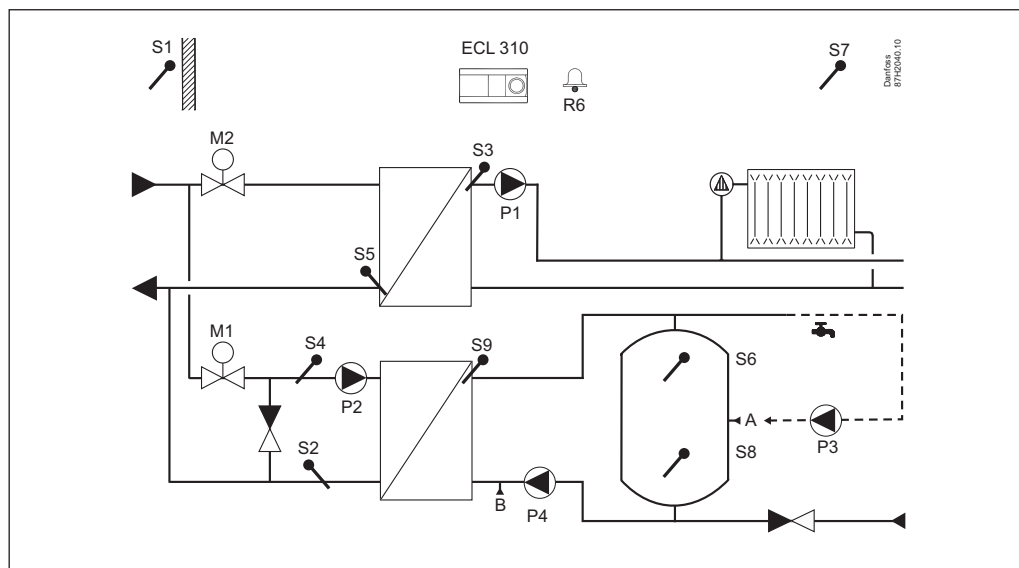 S1
ECL 310
R6
S7
Danfoss
87H2040.10
M2
S3
P1
S5
M1
S4
P2
S9
S6
A
P3
S8
S2
B
P4